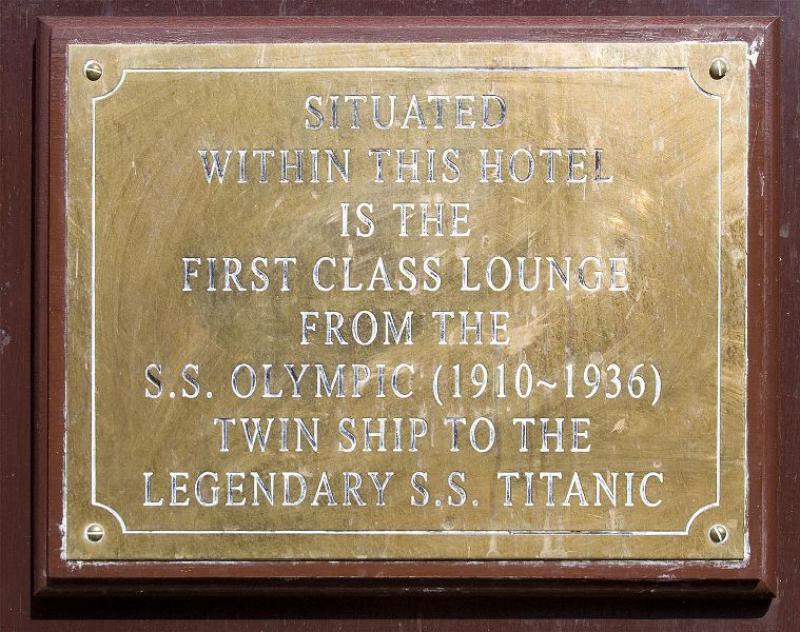 SITUATED
WITHIN THIS HOTEL
IS THE
FIRST CLASS LOUNGE
FROM THE
S.S. OLYMPIC (1910~1936)
TWIN SHIP TO THE
LEGENDARY S.S. TITANIC